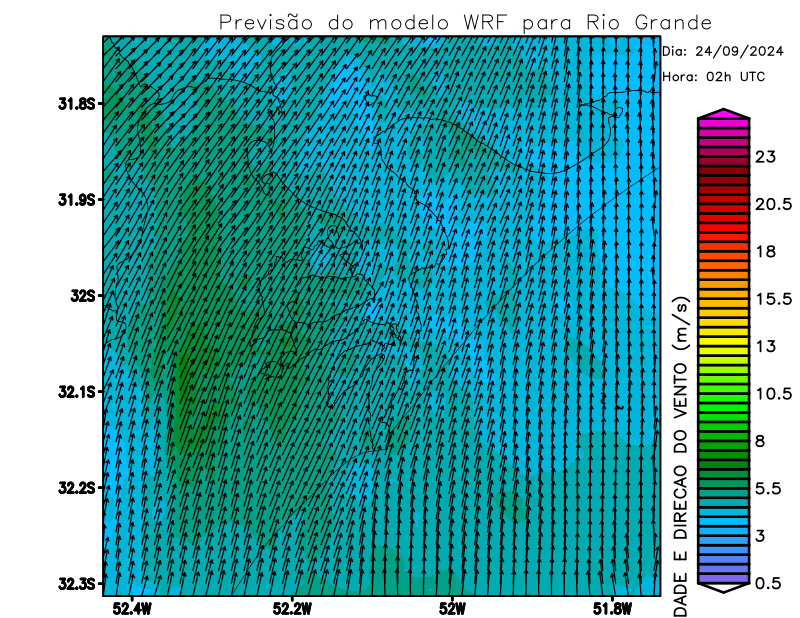 Previsão do modelo WRF para Rio Grande
Dia: 24/09/2024
Hora: 02h UTC
31.8S
31.9S
32S
32.1S
32.2S
32.3S
52.4W
52.2W
52W
51.8W
DADE E DIRECAO DO VENTO (m/s)
23
20.5
18
15.5
13
10.5
8
5.5
3
0.5